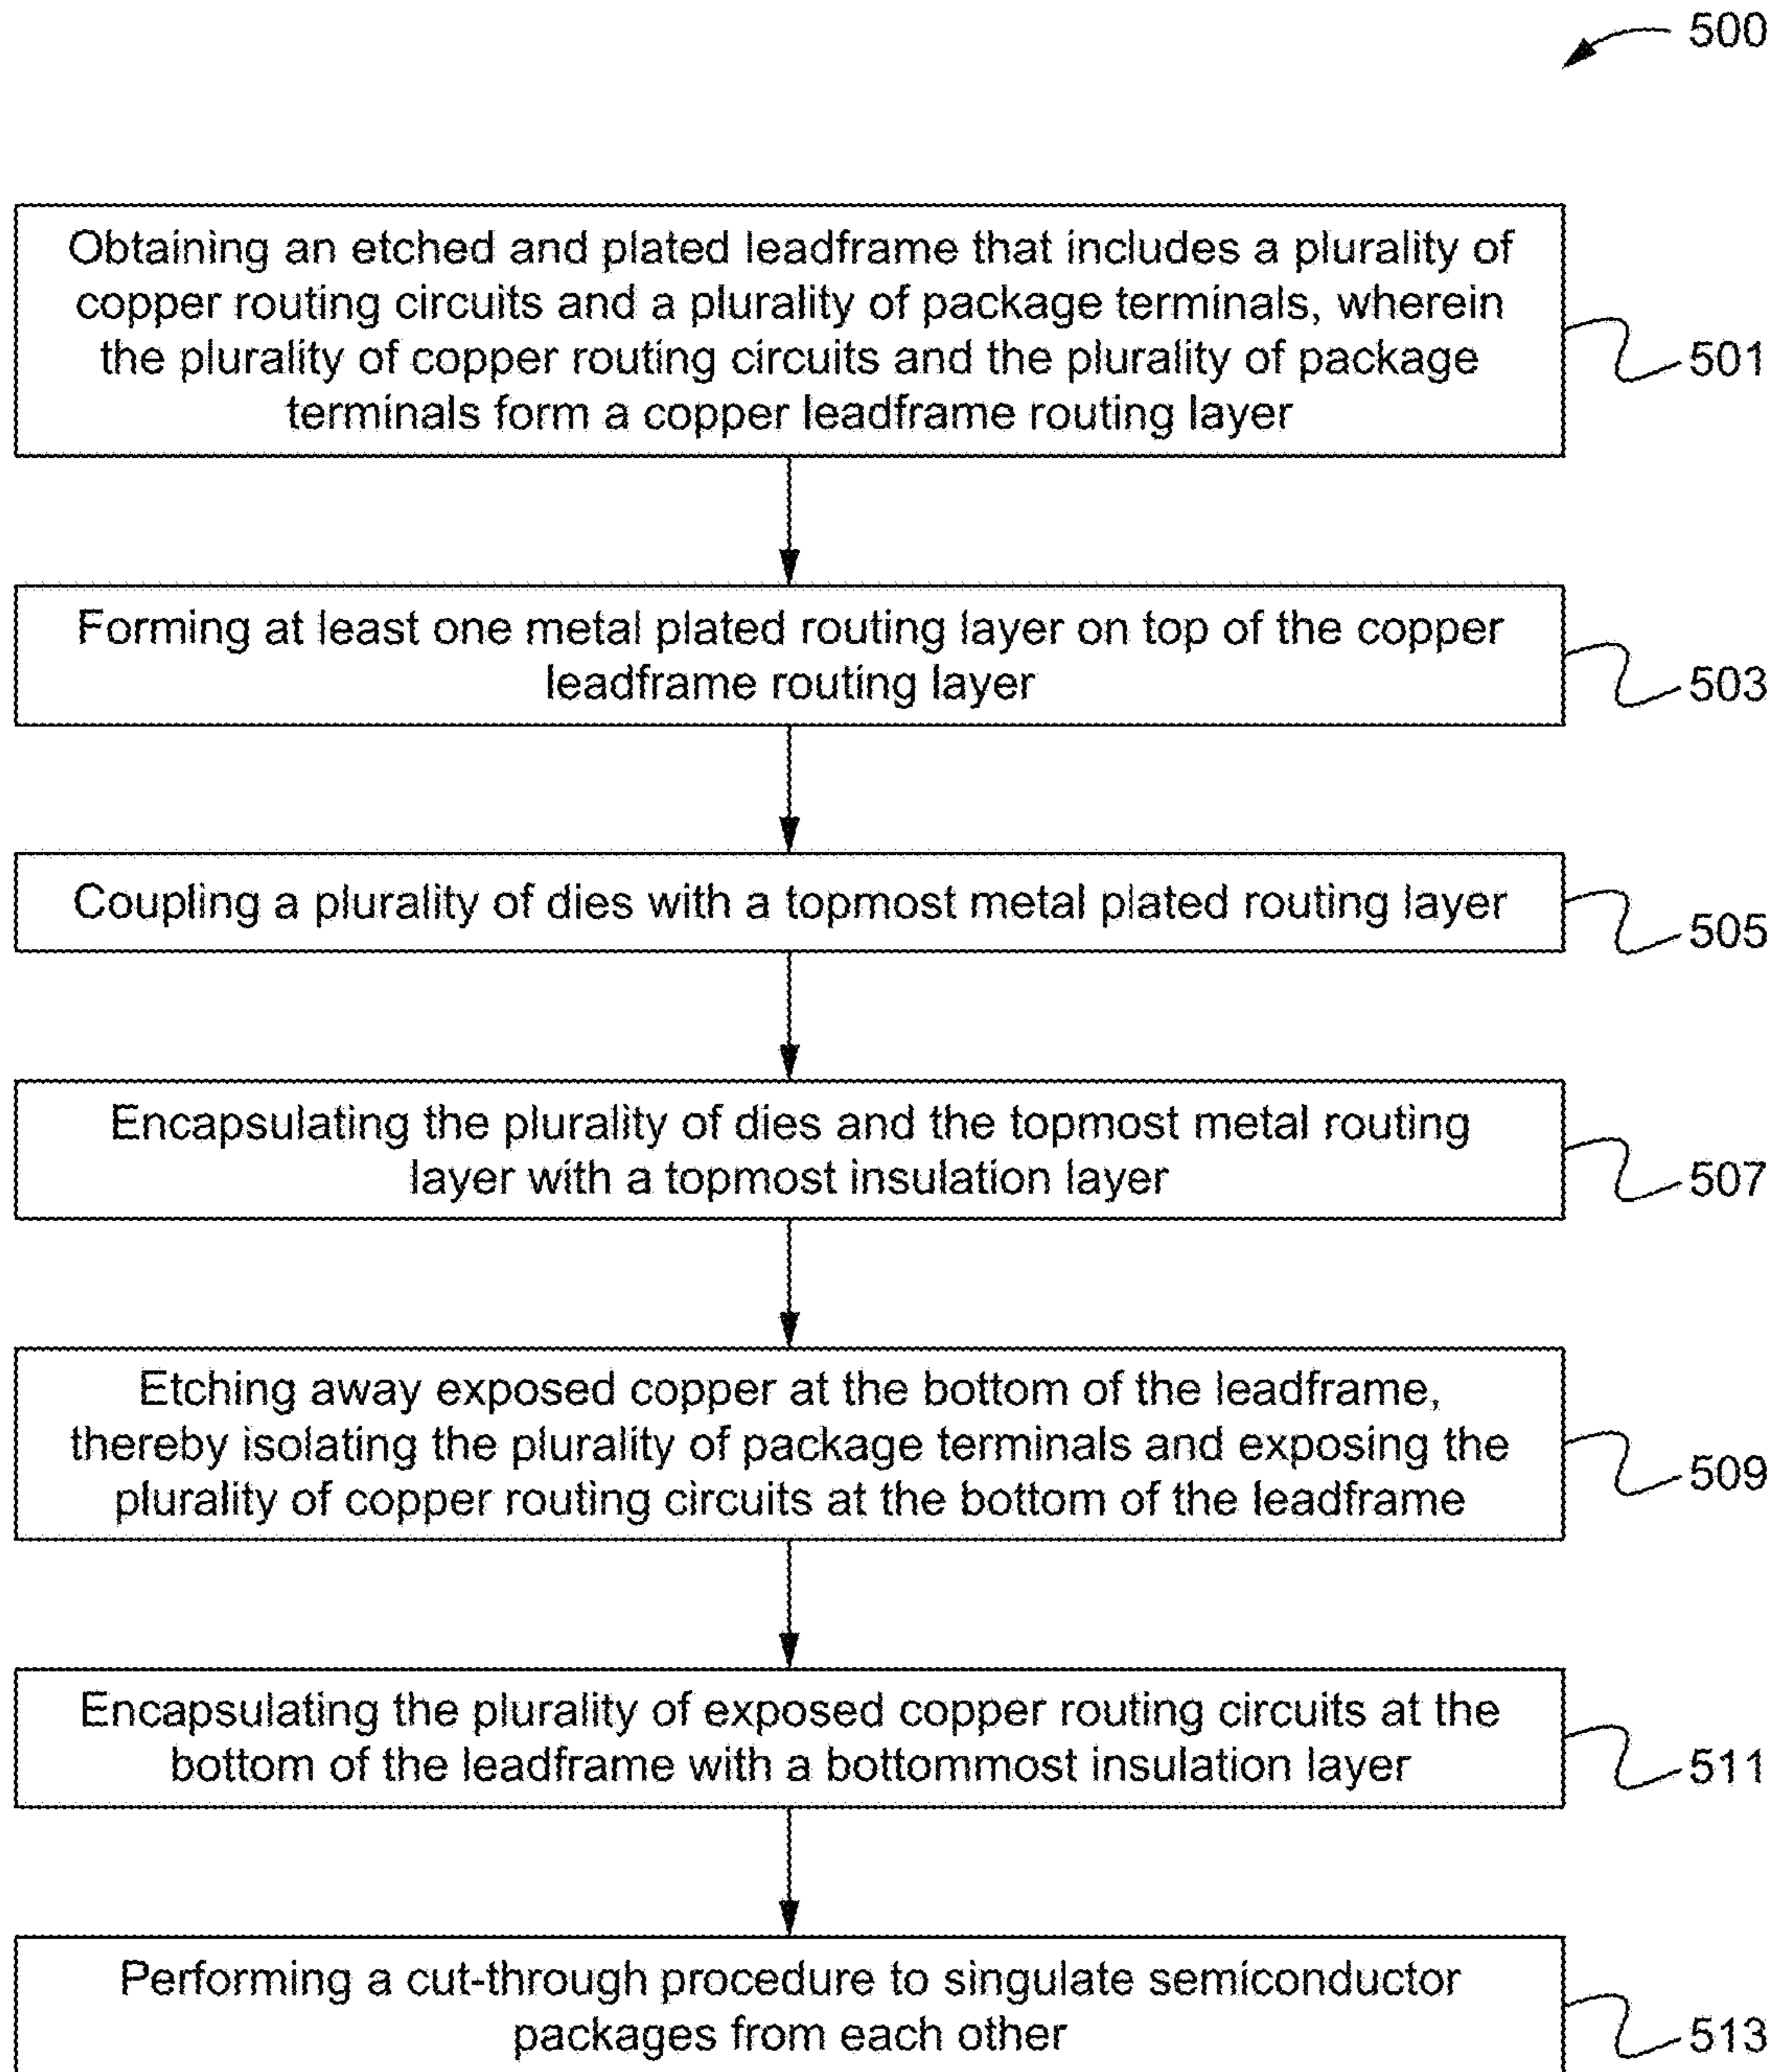 500
Obtaining an etched and plated leadframe that includes a plurality of
copper routing circuits and a plurality of package terminals, wherein
the plurality of copper routing circuits and the plurality of package
terminals form a copper leadframe routing layer
501
Forming at least one metal plated routing layer on top of the copper
leadframe routing layer
503
Coupling a plurality of dies with a topmost metal plated routing layer
505
Encapsulating the plurality of dies and the topmost metal routing
layer with a topmost insulation layer
507
Etching away exposed copper at the bottom of the leadframe,
thereby isolating the plurality of package terminals and exposing the
plurality of copper routing circuits at the bottom of the leadframe
509
Encapsulating the plurality of exposed copper routing circuits at the
bottom of the leadframe with a bottommost insulation layer
511
Performing a cut-through procedure to singulate semiconductor
packages from each other
513